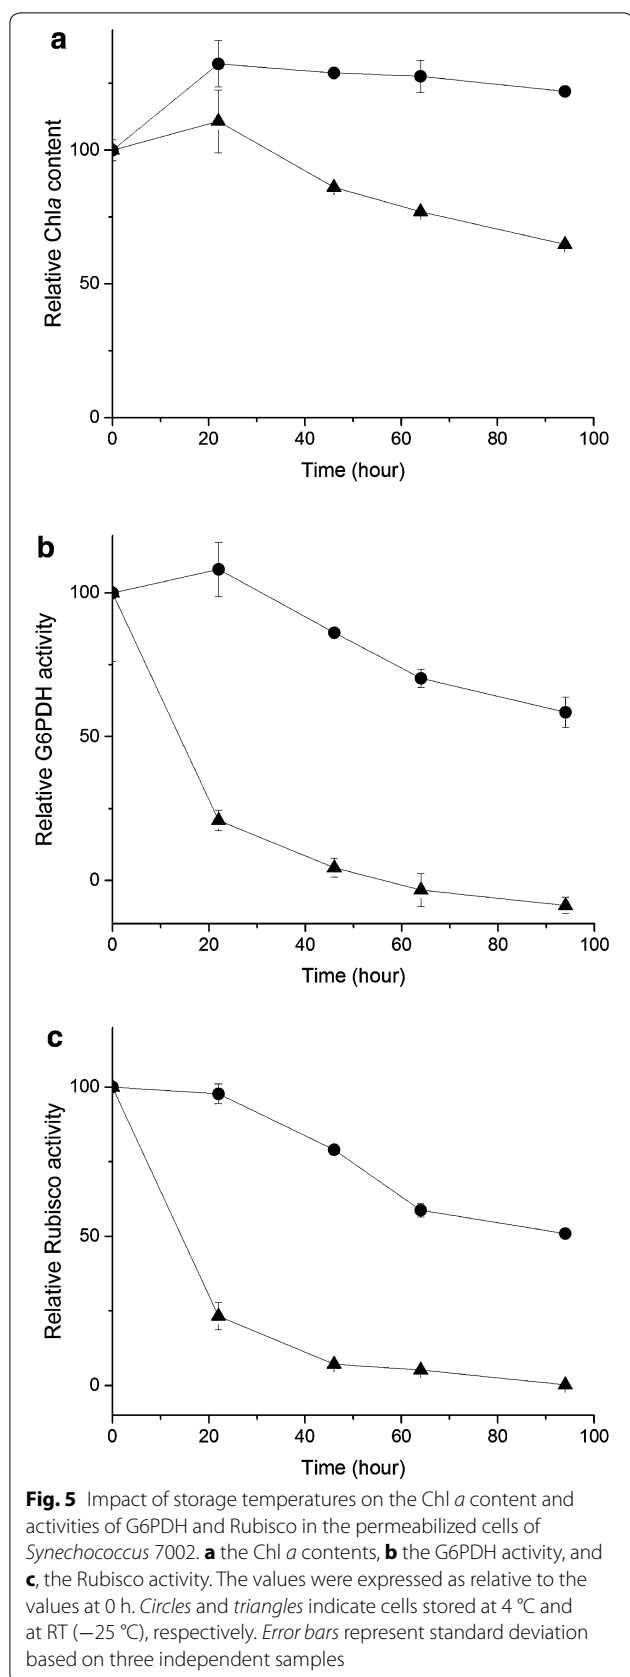 a
Relative Chla content
100
50
0
0 20 40 60 80 100
Time (hour)
b
Relative G6PDH activity
100
50
0
0 20 40 60 80 100
Time (hour)
c
Relative Rubisco activity
100
50
0
0 20 40 60 80 100
Time (hour)
Fig. 5 Impact of storage temperatures on the Chl a content and
activities of G6PDH and Rubisco in the permeabilized cells of
Synechococcus 7002. a the Chl a contents, b the G6PDH activity, and
c, the Rubisco activity. The values were expressed as relative to the
values at 0 h. Circles and triangles indicate cells stored at 4 °C and
at RT (−25 °C), respectively. Error bars represent standard deviation
based on three independent samples